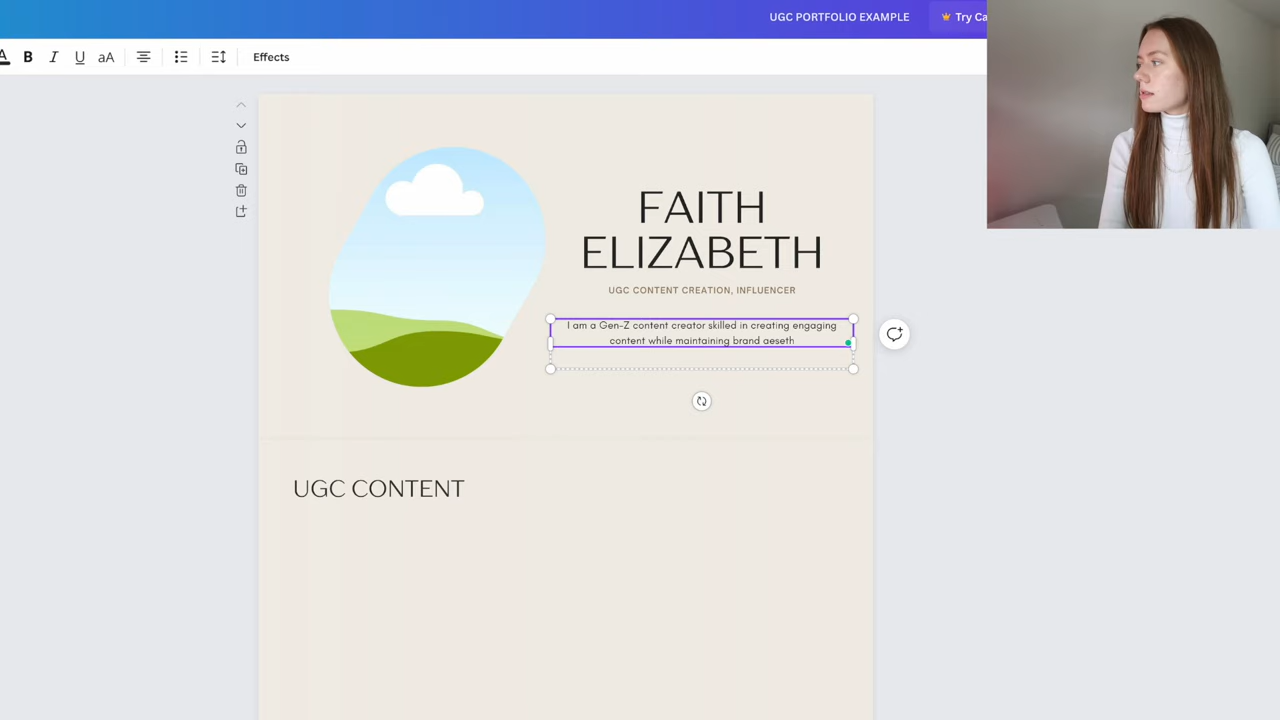 UGC PORTFOLIO EXAMPLE
Try Ca
A B I U aA Effects
FAITH
ELIZABETH
UGC CONTENT CREATION, INFLUENCER
I am a Gen-Z content creator skilled in creating engaging
content while maintaining brand aeseth
UGC CONTENT